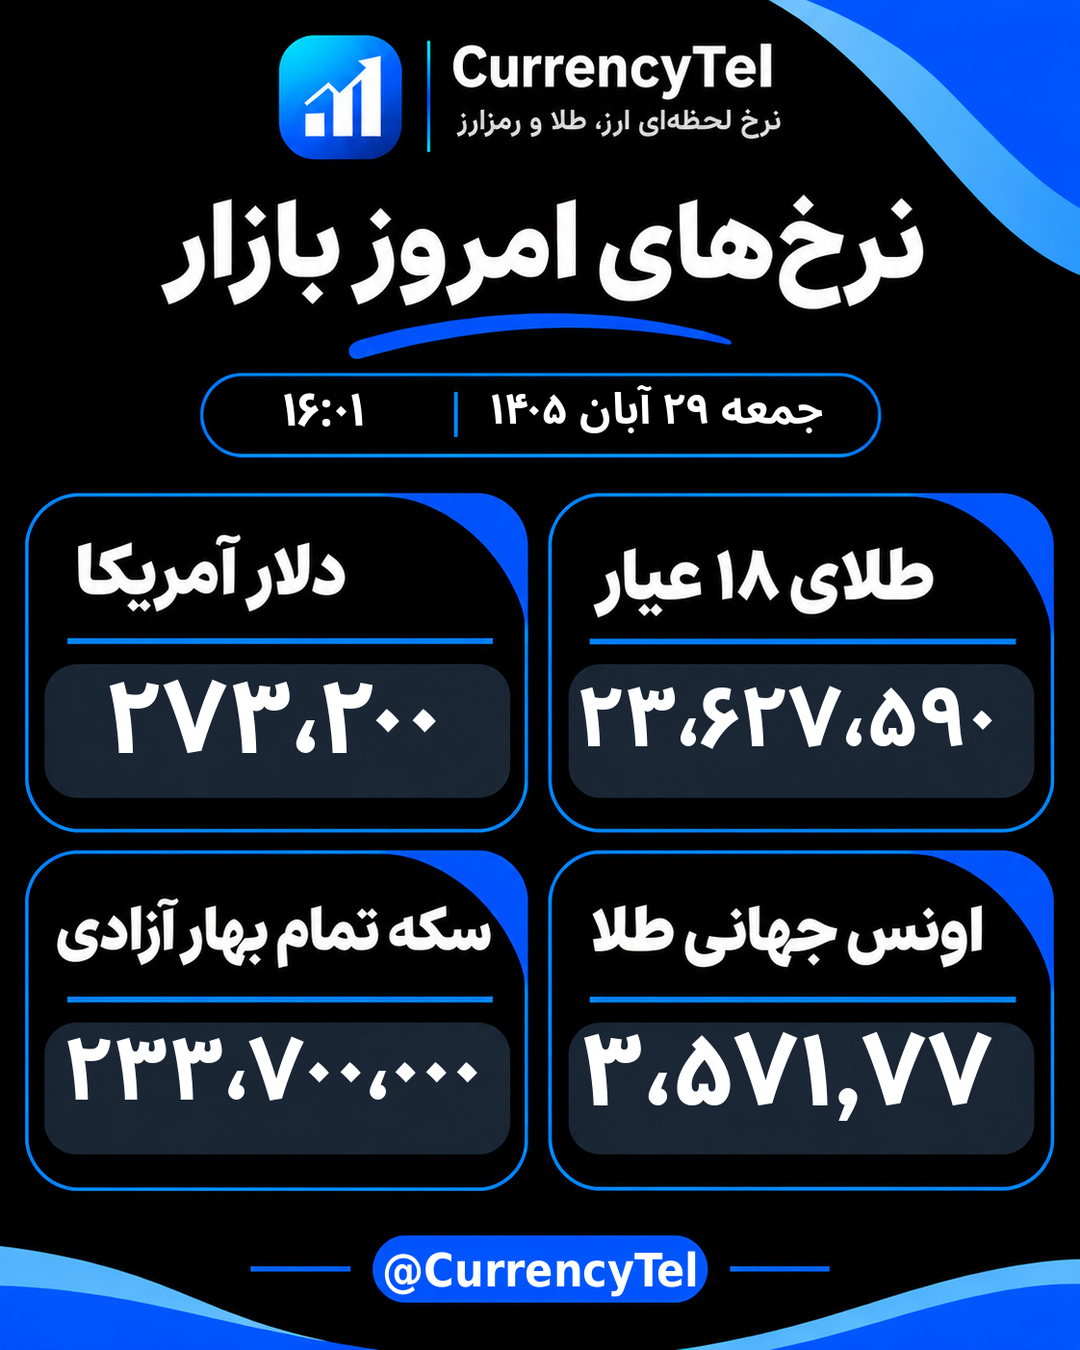 CurrencyTel
نرخ لحظه‌ای ارز، طلا و رمزارز
نرخ‌های امروز بازار
جمعه ۲۹ آبان ۱۴۰۵ | ۱۶:۰۱
طلای ۱۸ عیار
۲۳،۶۲۷،۵۹۰
دلار آمریکا
۲۷۳،۲۰۰
اونس جهانی طلا
۳،۵۷۱,۷۷
سکه تمام بهار آزادی
۲۳۳،۷۰۰،۰۰۰
@CurrencyTel